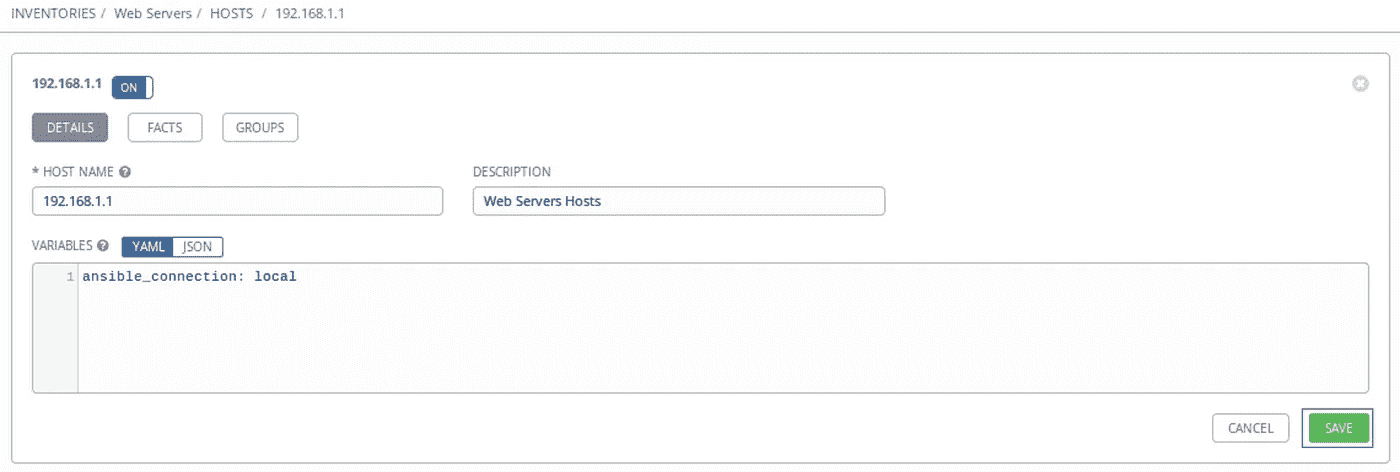 INVENTORIES / Web Servers / HOSTS / 192.168.1.1
192.168.1.1 ON
DETAILS FACTS GROUPS
* HOST NAME ? DESCRIPTION
192.168.1.1 Web Servers Hosts
VARIABLES ? YAML JSON
1 ansible_connection: local
CANCEL SAVE